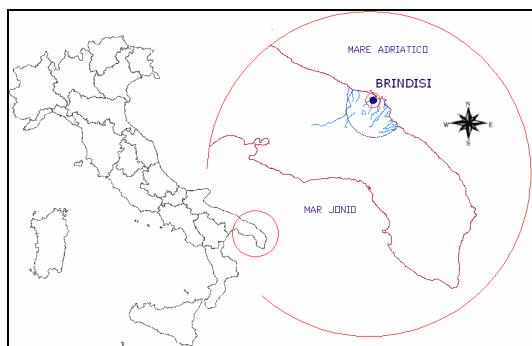 MARE ADRIATICO
BRINDISI
N
W E
S
MAR JONIO